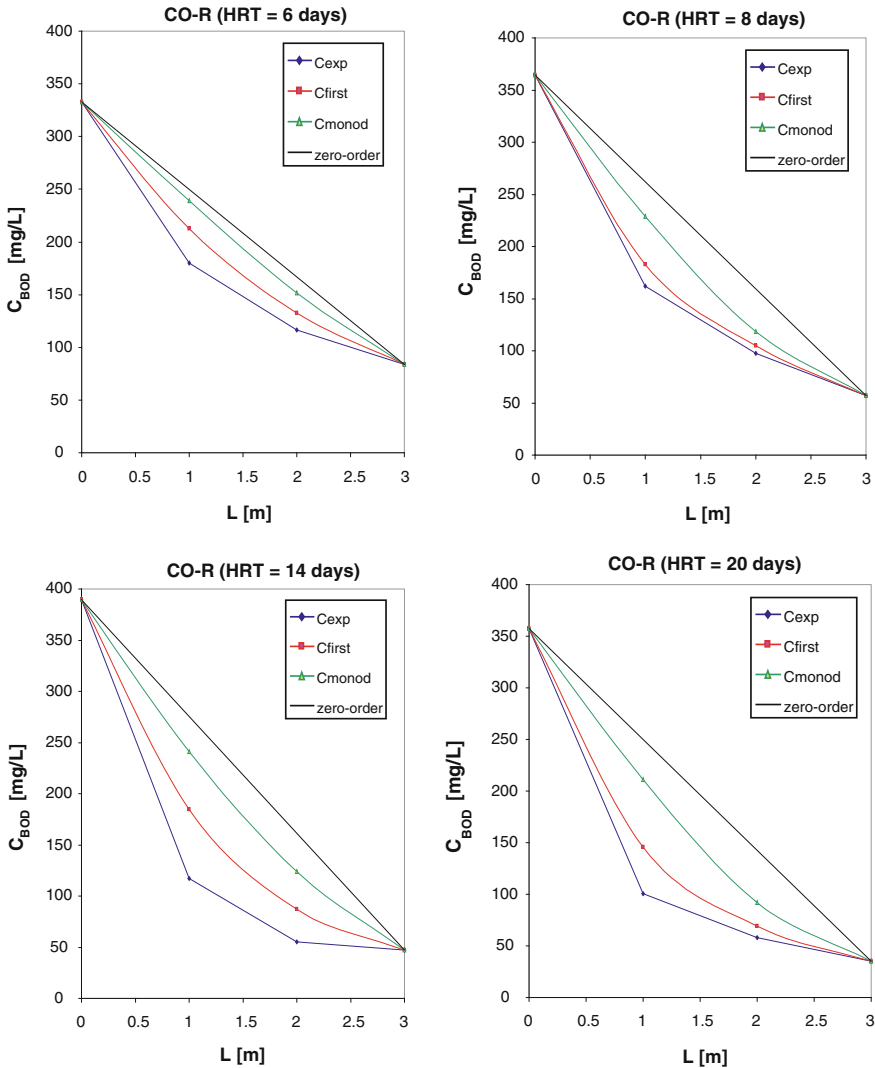 CO-R (HRT = 6 days)
400
350
300
250
200
150
100
50
0
C_BOD [mg/L]
0 0.5 1 1.5 2 2.5 3
L [m]
Cexp
Cfirst
Cmonod
zero-order
CO-R (HRT = 8 days)
400
350
300
250
200
150
100
50
0
C_BOD [mg/L]
0 0.5 1 1.5 2 2.5 3
L [m]
Cexp
Cfirst
Cmonod
zero-order
CO-R (HRT = 14 days)
400
350
300
250
200
150
100
50
0
C_BOD [mg/L]
0 0.5 1 1.5 2 2.5 3
L [m]
Cexp
Cfirst
Cmonod
zero-order
CO-R (HRT = 20 days)
400
350
300
250
200
150
100
50
0
C_BOD [mg/L]
0 0.5 1 1.5 2 2.5 3
L [m]
Cexp
Cfirst
Cmonod
zero-order